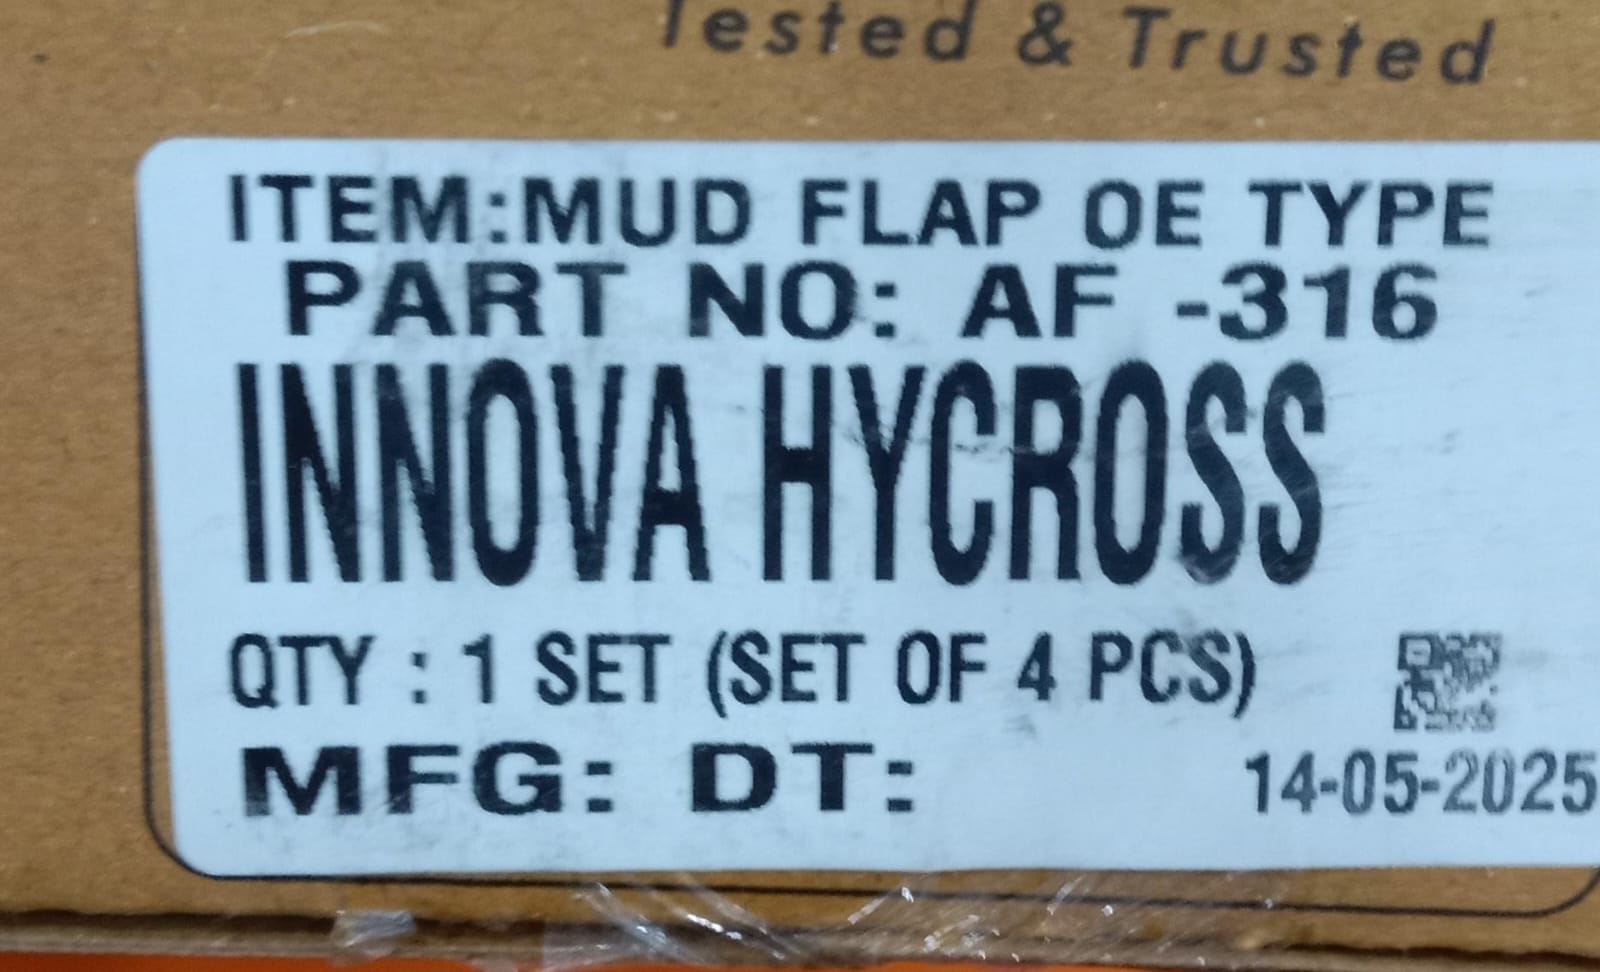 Tested & Trusted
ITEM:MUD FLAP OE TYPE
PART NO: AF -316
INNOVA HYCROSS
QTY : 1 SET (SET OF 4 PCS)
MFG: DT: 14-05-2025